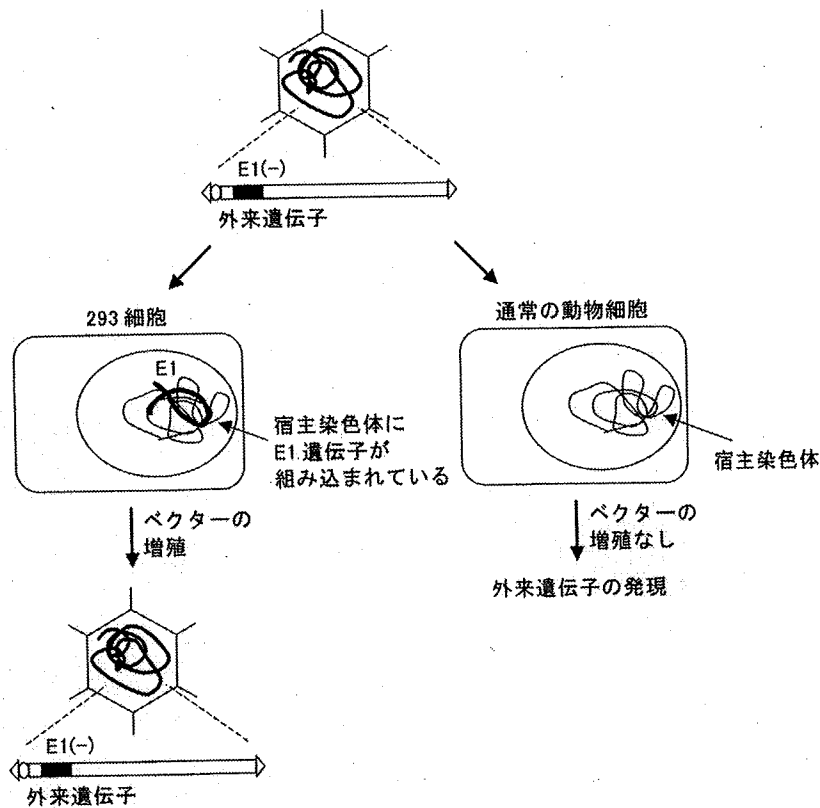 E1(-)
外来遺伝子
293細胞
E1
宿主染色体に
E1遺伝子が
組み込まれている
ベクターの
増殖
E1(-)
外来遺伝子
通常の動物細胞
宿主染色体
ベクターの
増殖なし
外来遺伝子の発現